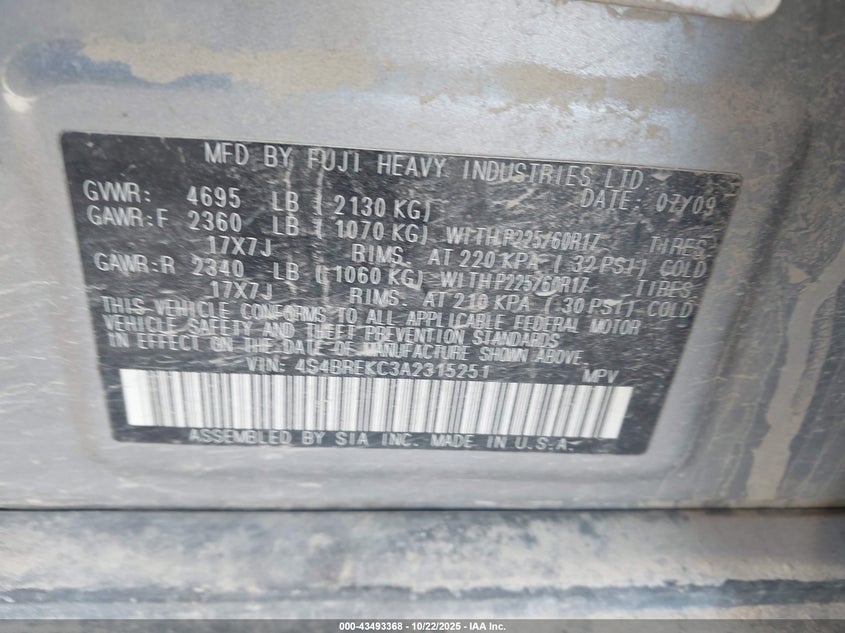 MFD BY FUJI HEAVY INDUSTRIES LTD.
DATE: 07/09
GVWR: 4695 LB ( 2130 KG)
GAWR:F 2360 LB ( 1070 KG) WITH P225/60R17 TIRES
17X7J RIMS. AT 220 KPA ( 32 PSI) COLD
GAWR:R 2340 LB ( 1060 KG) WITH P225/60R17 TIRES
17X7J RIMS. AT 210 KPA ( 30 PSI) COLD
THIS VEHICLE CONFORMS TO ALL APPLICABLE FEDERAL MOTOR
VEHICLE SAFETY AND THEFT PREVENTION STANDARDS
IN EFFECT ON THE DATE OF MANUFACTURE SHOWN ABOVE.
VIN: 4S4BREKC3A2315251 MPV
ASSEMBLED BY SIA INC. MADE IN U.S.A.
000-43493368 - 10/22/2025 - IAA Inc.